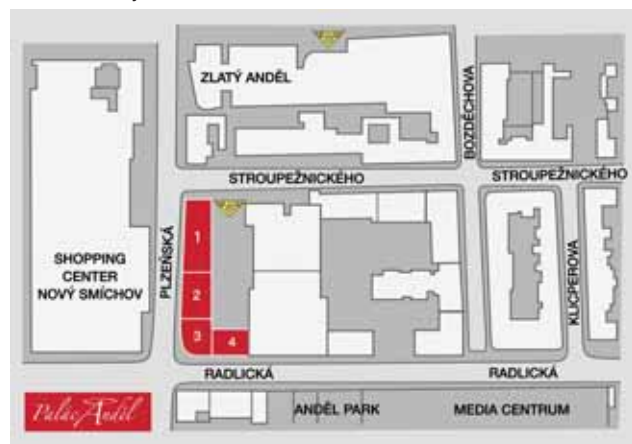 ZLATÝ ANDĚL
BOZDĚCHOVA
STROUPEŽNICKÉHO
STROUPEŽNICKÉHO
PLZEŇSKÁ
1
2
3
4
SHOPPING
CENTER
NOVÝ SMÍCHOV
KLICPEROVA
RADLICKÁ
RADLICKÁ
Palác Anděl
ANDĚL PARK
MEDIA CENTRUM